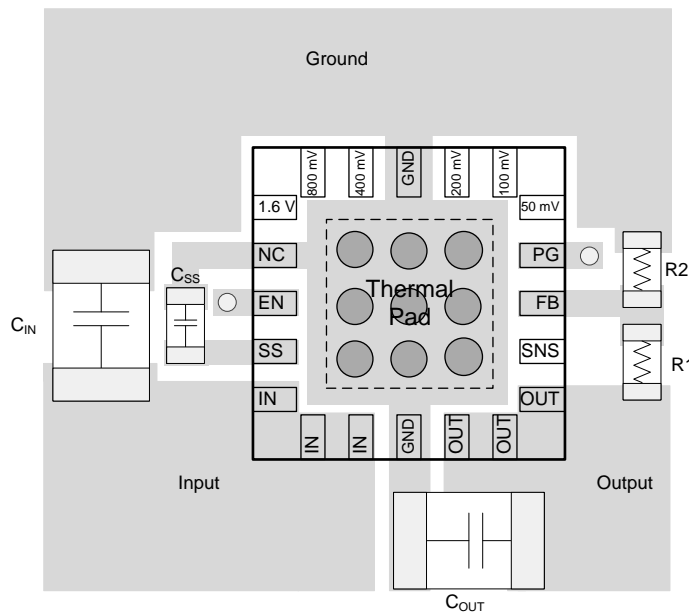 Ground
800 mV
400 mV
GND
200 mV
100 mV
1.6 V
50 mV
NC
PG
R2
CSS
Thermal
Pad
EN
FB
CIN
SS
SNS
R1
IN
OUT
IN
IN
GND
OUT
OUT
Input
Output
COUT